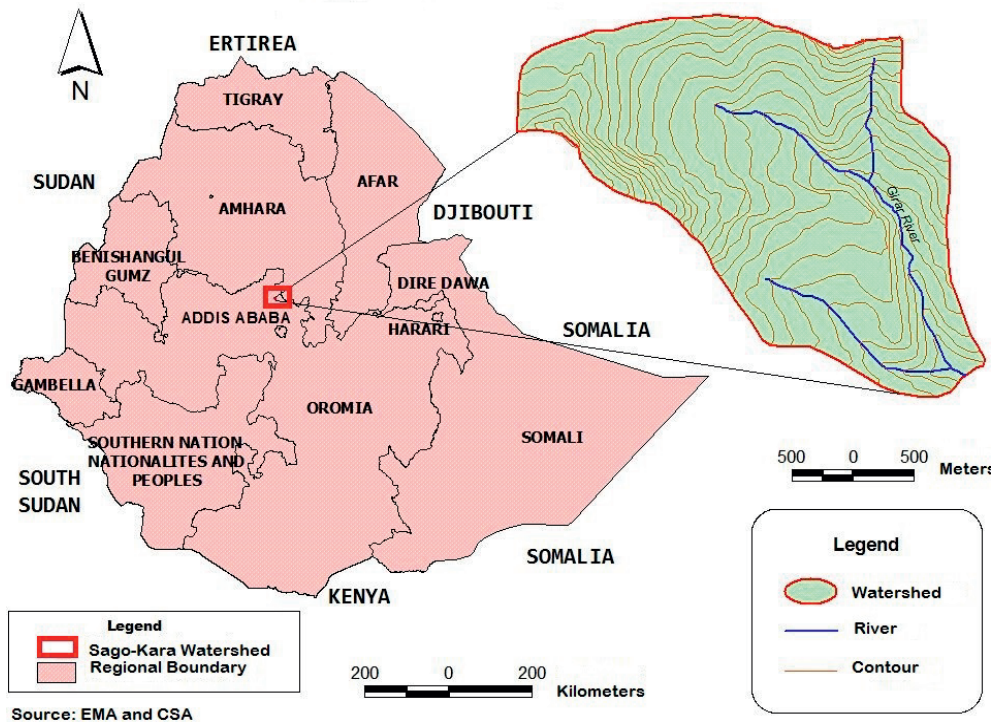 N
ERTIREA
TIGRAY
SUDAN
AFAR
AMHARA
DJIBOUTI
BENISHANGUL
GUMZ
DIRE DAWA
ADDIS ABABA
HARARI
SOMALIA
GAMBELLA
OROMIA
SOUTHERN NATION
NATIONALITES AND
PEOPLES
SOMALI
SOUTH
SUDAN
SOMALIA
KENYA
Girar River
500 0 500
Meters
Legend
Watershed
River
Contour
Legend
Sago-Kara Watershed
Regional Boundary
200 0 200
Kilometers
Source: EMA and CSA